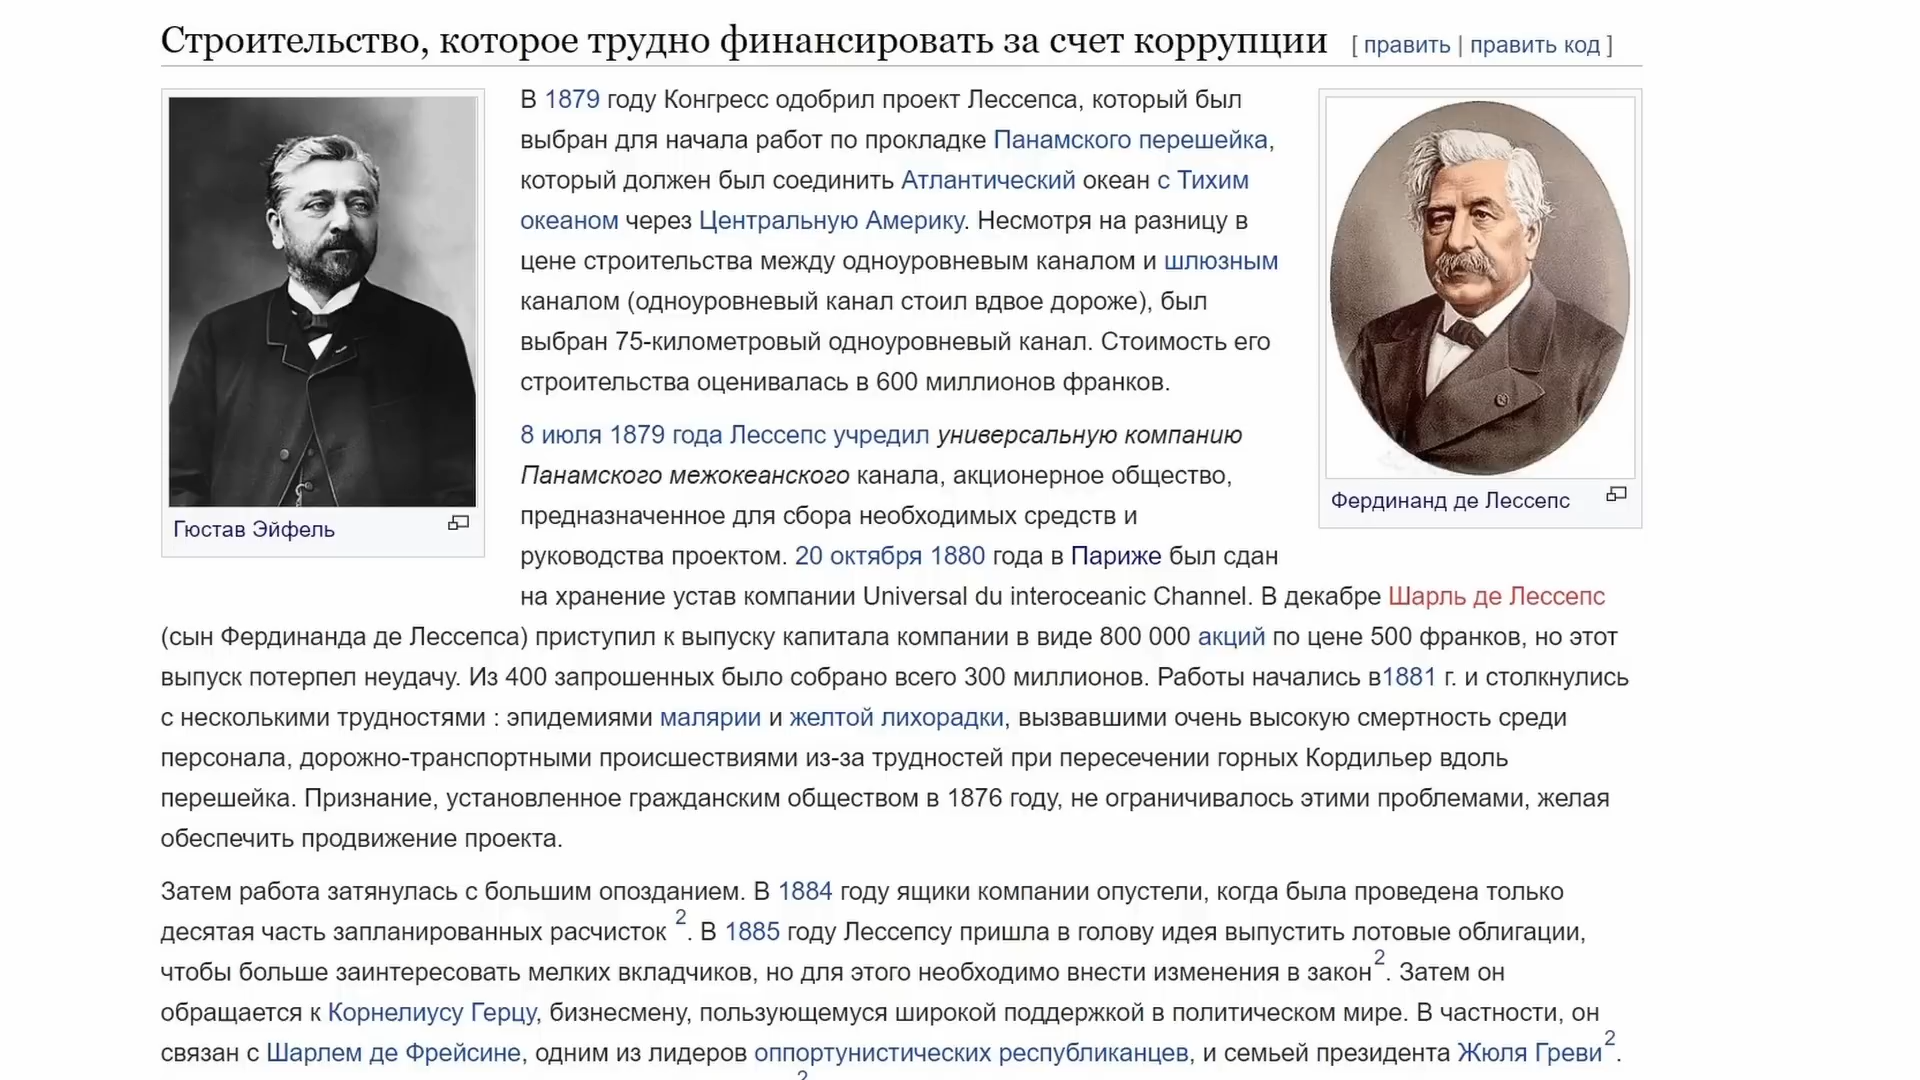 Строительство, которое трудно финансировать за счет коррупции [ править | править код ]
В 1879 году Конгресс одобрил проект Лессепса, который был
выбран для начала работ по прокладке Панамского перешейка,
который должен был соединить Атлантический океан с Тихим
океаном через Центральную Америку. Несмотря на разницу в
цене строительства между одноуровневым каналом и шлюзным
каналом (одноуровневый канал стоил вдвое дороже), был
выбран 75-километровый одноуровневый канал. Стоимость его
строительства оценивалась в 600 миллионов франков.
Гюстав Эйфель
Фердинанд де Лессепс
8 июля 1879 года Лессепс учредил универсальную компанию
Панамского межокеанского канала, акционерное общество,
предназначенное для сбора необходимых средств и
руководства проектом. 20 октября 1880 года в Париже был сдан
на хранение устав компании Universal du interoceanic Channel. В декабре Шарль де Лессепс
(сын Фердинанда де Лессепса) приступил к выпуску капитала компании в виде 800 000 акций по цене 500 франков, но этот
выпуск потерпел неудачу. Из 400 запрошенных было собрано всего 300 миллионов. Работы начались в1881 г. и столкнулись
с несколькими трудностями : эпидемиями малярии и желтой лихорадки, вызвавшими очень высокую смертность среди
персонала, дорожно-транспортными происшествиями из-за трудностей при пересечении горных Кордильер вдоль
перешейка. Признание, установленное гражданским обществом в 1876 году, не ограничивалось этими проблемами, желая
обеспечить продвижение проекта.
Затем работа затянулась с большим опозданием. В 1884 году ящики компании опустели, когда была проведена только
десятая часть запланированных расчисток 2. В 1885 году Лессепсу пришла в голову идея выпустить лотовые облигации,
чтобы больше заинтересовать мелких вкладчиков, но для этого необходимо внести изменения в закон2. Затем он
обращается к Корнелиусу Герцу, бизнесмену, пользующемуся широкой поддержкой в политическом мире. В частности, он
связан с Шарлем де Фрейсине, одним из лидеров оппортунистических республиканцев, и семьей президента Жюля Греви2.